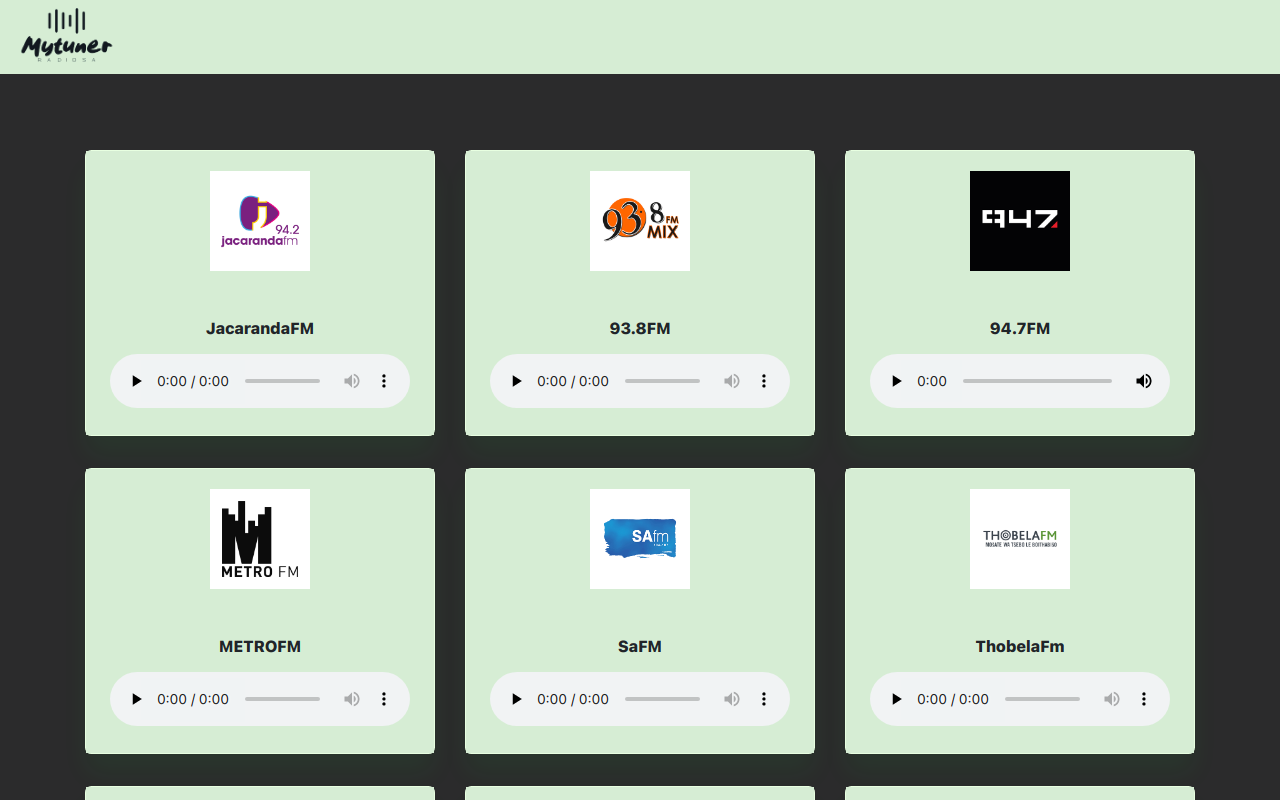 Mytuner
RADIOSA
94.2
jacarandafm
93.8 FM
MIX
947
JacarandaFM
93.8FM
94.7FM
0:00 / 0:00
0:00 / 0:00
0:00
METRO FM
SAfm
THOBELAFM
MOSATE WA TSEBO LE BOITHABISO
METROFM
SaFM
ThobelaFm
0:00 / 0:00
0:00 / 0:00
0:00 / 0:00